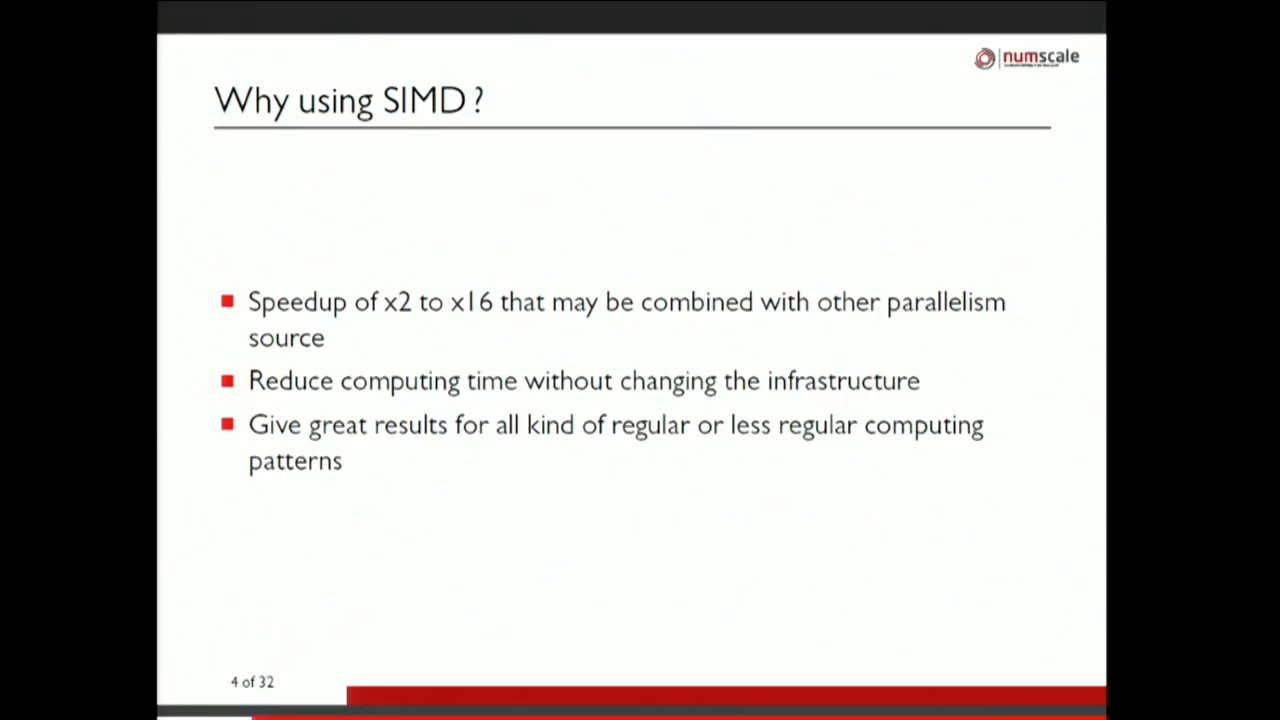 numscale
Why using SIMD ?
Speedup of x2 to x16 that may be combined with other parallelism
source
Reduce computing time without changing the infrastructure
Give great results for all kind of regular or less regular computing
patterns
4 of 32